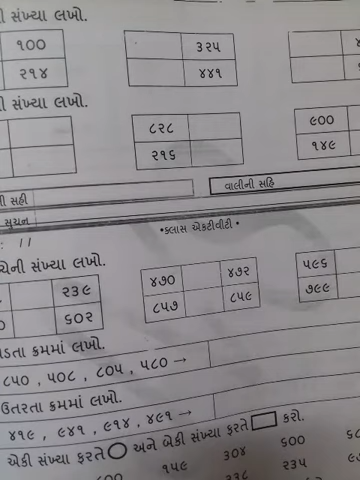 ી સંખ્યા લખો.
૧૦૦ ૩૨૫
૨૧૪ ૪૪૧
ી સંખ્યા લખો.
૮૨૮ ૯૦૦
૨૧૬ ૧૪૯
ની સહી વાલીની સહિ
સૂચન
: / / •ક્લાસ એકટીવીટી •
ચેની સંખ્યા લખો.
૨૩૯ ૪૭૦ ૪૭૨ ૫૯૬
૬૦૨ ૮૫૭ ૮૫૯ ૭૯૯
ડતા ક્રમમાં લખો.
૮૫૦ , ૫૦૮ , ૮૦૫ , ૫૮૦ →
ઉતરતા ક્રમમાં લખો.
૪૧૯ , ૯૪૧ , ૯૧૪ , ૪૯૧ →
એકી સંખ્યા ફરતે અને બેકી સંખ્યા ફરતે કરો.
૧૫૯ ૩૦૪ ૬૦૦
૨૩૫